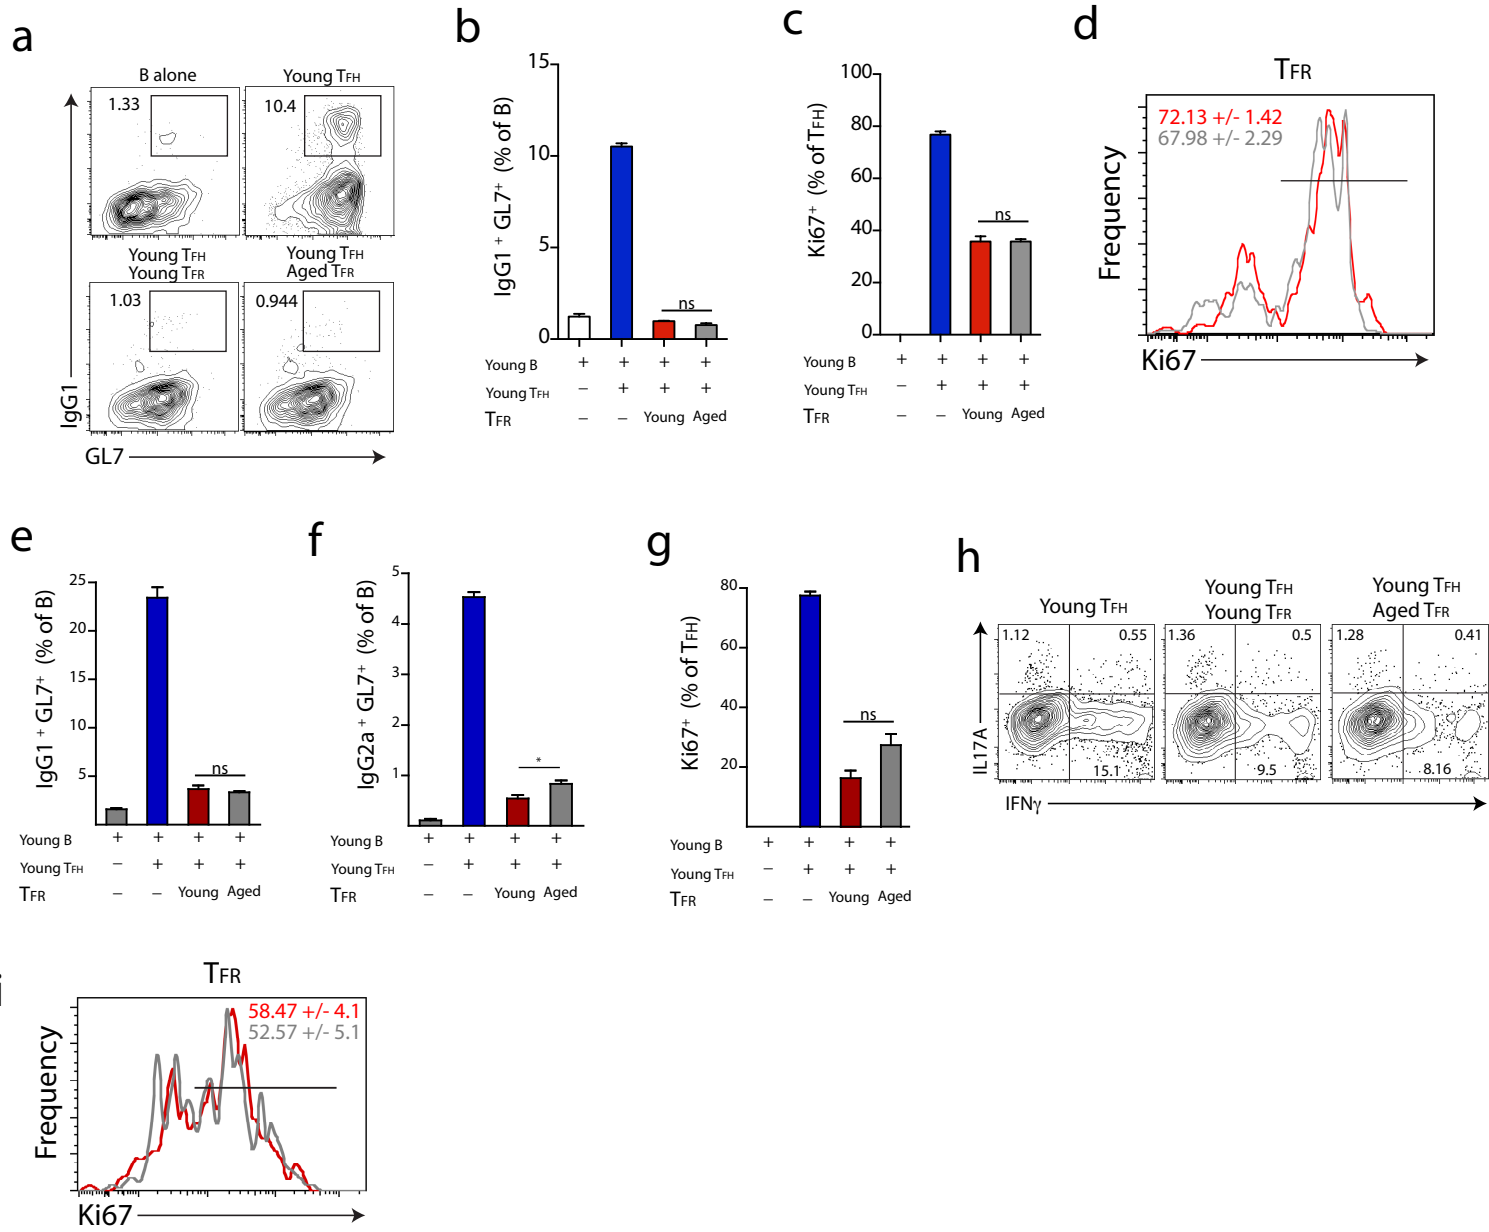 a
B alone
Young TFH
1.33
10.4
Young TFH
Young TFR
Young TFH
Aged TFR
1.03
0.944
IgG1
GL7
b
IgG1+ GL7+ (% of B)
15
10
5
0
ns
Young B + + + +
Young TFH – + + +
TFR – – Young Aged
c
Ki67+ (% of TFH)
100
80
60
40
20
0
ns
Young B + + + +
Young TFH – + + +
TFR – – Young Aged
d
TFR
72.13 +/- 1.42
67.98 +/- 2.29
Frequency
Ki67
e
IgG1+ GL7+ (% of B)
25
20
15
10
5
ns
Young B + + + +
Young TFH – + + +
TFR – – Young Aged
f
IgG2a+ GL7+ (% of B)
5
4
3
2
1
*
Young B + + + +
Young TFH – + + +
TFR – – Young Aged
g
Ki67+ (% of TFH)
80
60
40
20
ns
Young B + + + +
Young TFH – + + +
TFR – – Young Aged
h
Young TFH
Young TFH
Young TFR
Young TFH
Aged TFR
1.12 0.55
15.1
1.36 0.5
9.5
1.28 0.41
8.16
IL17A
IFNγ
i
TFR
58.47 +/- 4.1
52.57 +/- 5.1
Frequency
Ki67